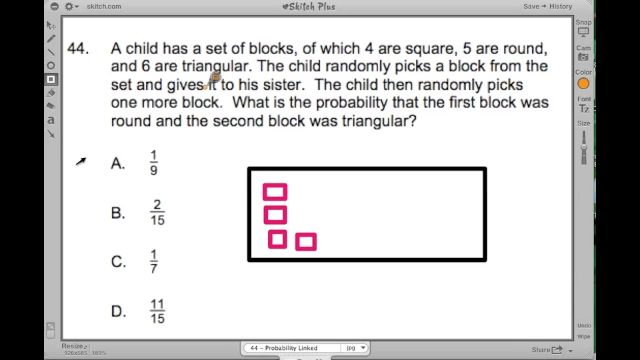 skitch.com
Skitch Plus
Save → History
44. A child has a set of blocks, of which 4 are square, 5 are round,
and 6 are triangular. The child randomly picks a block from the
set and gives it to his sister. The child then randomly picks
one more block. What is the probability that the first block was
round and the second block was triangular?
A. 1/9
B. 2/15
C. 1/7
D. 11/15
Snap
Cam
Color
Font
Tz
Size
Undo
Wipe
Resize
44 - Probability Linked
JPG
Share